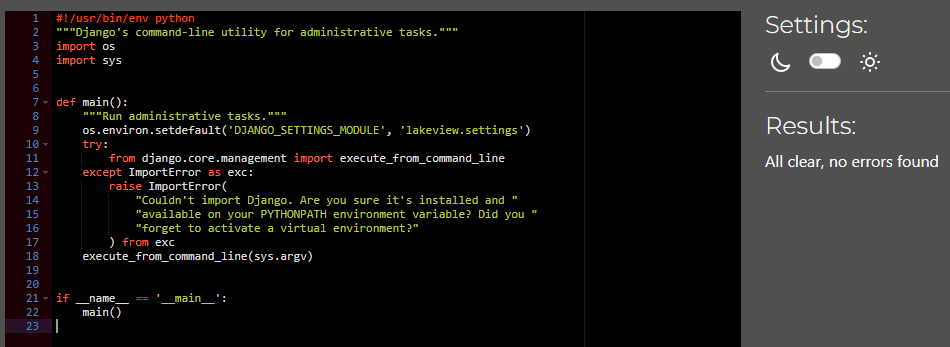 1 #!/usr/bin/env python
2 """Django's command-line utility for administrative tasks."""
3 import os
4 import sys
5
6
7 def main():
8     """Run administrative tasks."""
9     os.environ.setdefault('DJANGO_SETTINGS_MODULE', 'lakeview.settings')
10     try:
11         from django.core.management import execute_from_command_line
12     except ImportError as exc:
13         raise ImportError(
14             "Couldn't import Django. Are you sure it's installed and "
15             "available on your PYTHONPATH environment variable? Did you "
16             "forget to activate a virtual environment?"
17         ) from exc
18     execute_from_command_line(sys.argv)
19
20
21 if __name__ == '__main__':
22     main()
23
Settings:
Results:
All clear, no errors found